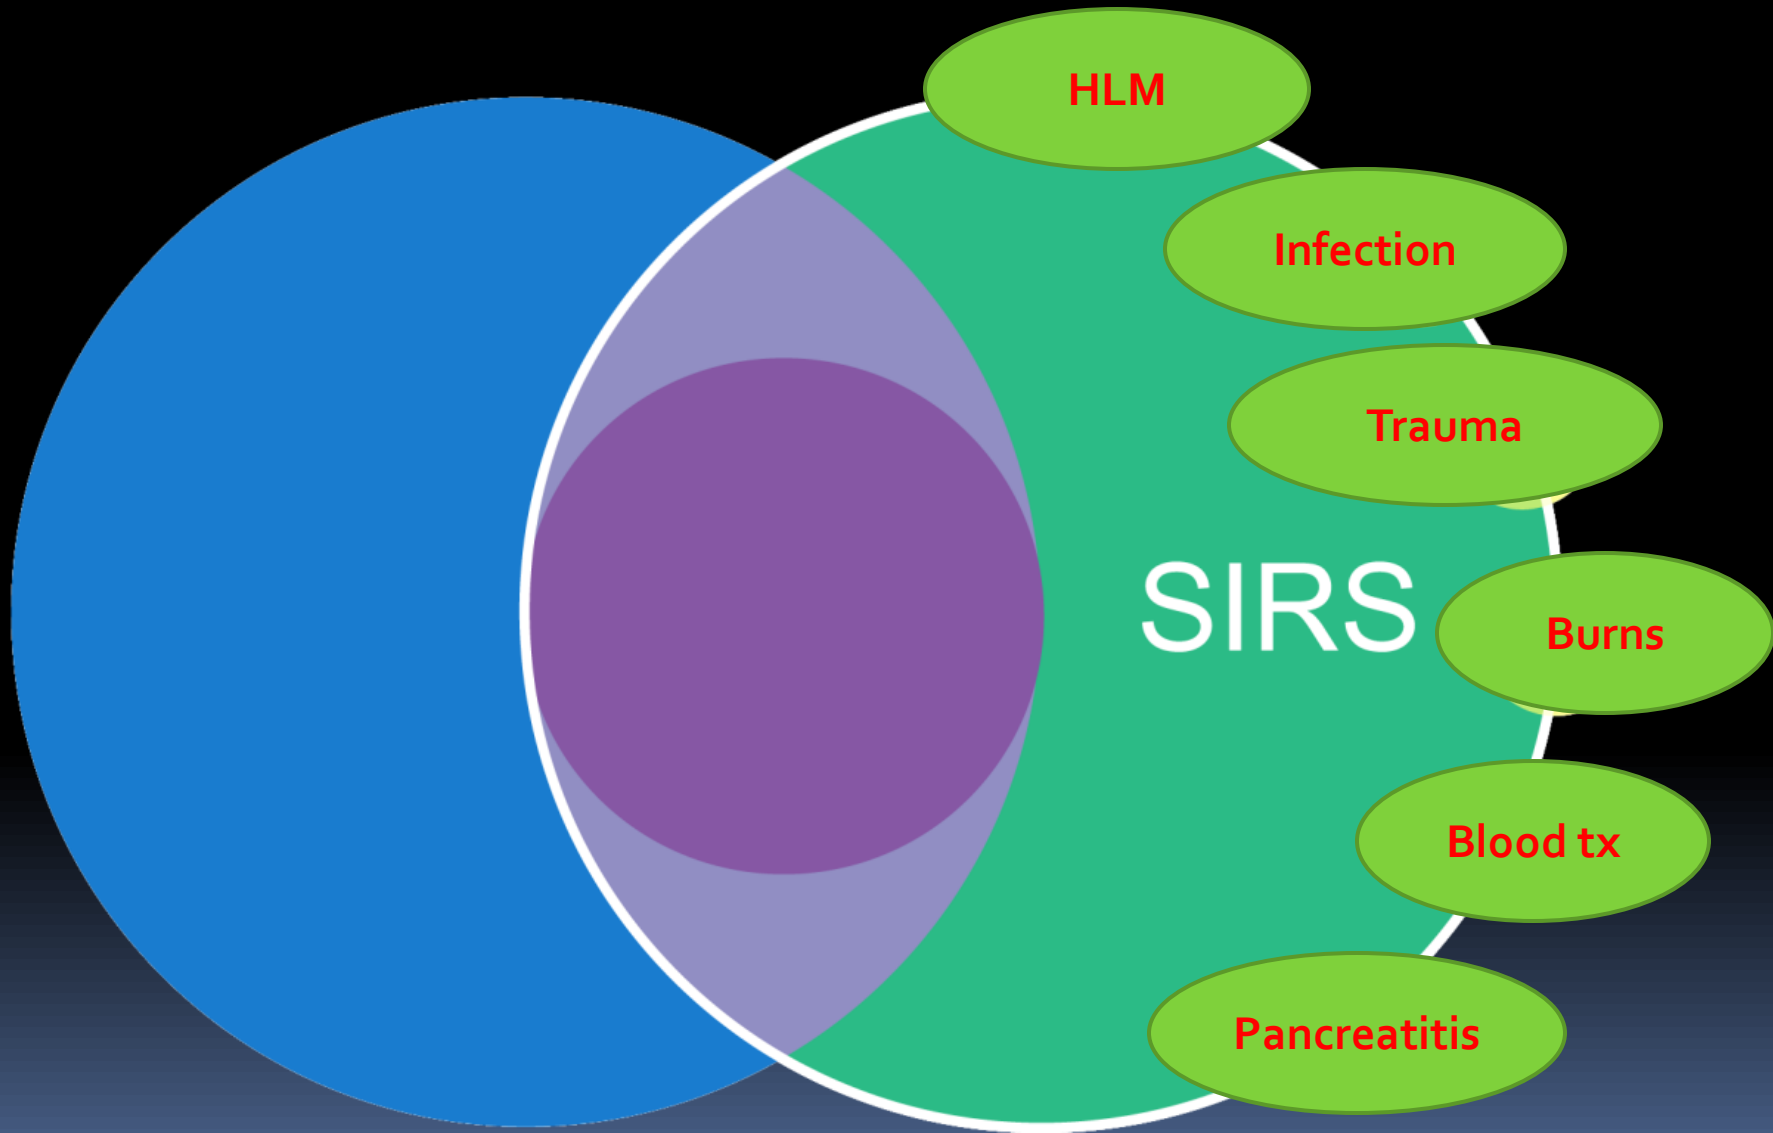 HLM
Infection
Trauma
SIRS
Burns
Blood tx
Pancreatitis